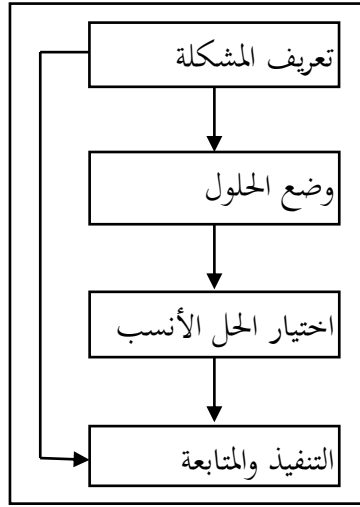 تعريف المشكلة
وضع الحلول
اختيار الحل الأنسب
التنفيذ والمتابعة